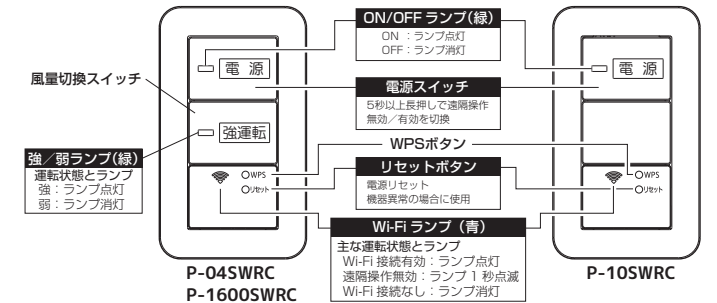 ON/OFF ランプ(緑)
ON ：ランプ点灯
OFF：ランプ消灯
電 源
電 源
風量切換スイッチ
電源スイッチ
5秒以上長押しで遠隔操作
無効／有効を切換
強運転
WPSボタン
強／弱ランプ(緑)
運転状態とランプ
強：ランプ点灯
弱：ランプ消灯
リセットボタン
電源リセット
機器異常の場合に使用
WPS
リセット
WPS
リセット
Wi-Fi ランプ（青）
主な運転状態とランプ
Wi-Fi 接続有効：ランプ点灯
遠隔操作無効：ランプ 1 秒点滅
Wi-Fi 接続なし：ランプ消灯
P-04SWRC
P-1600SWRC
P-10SWRC